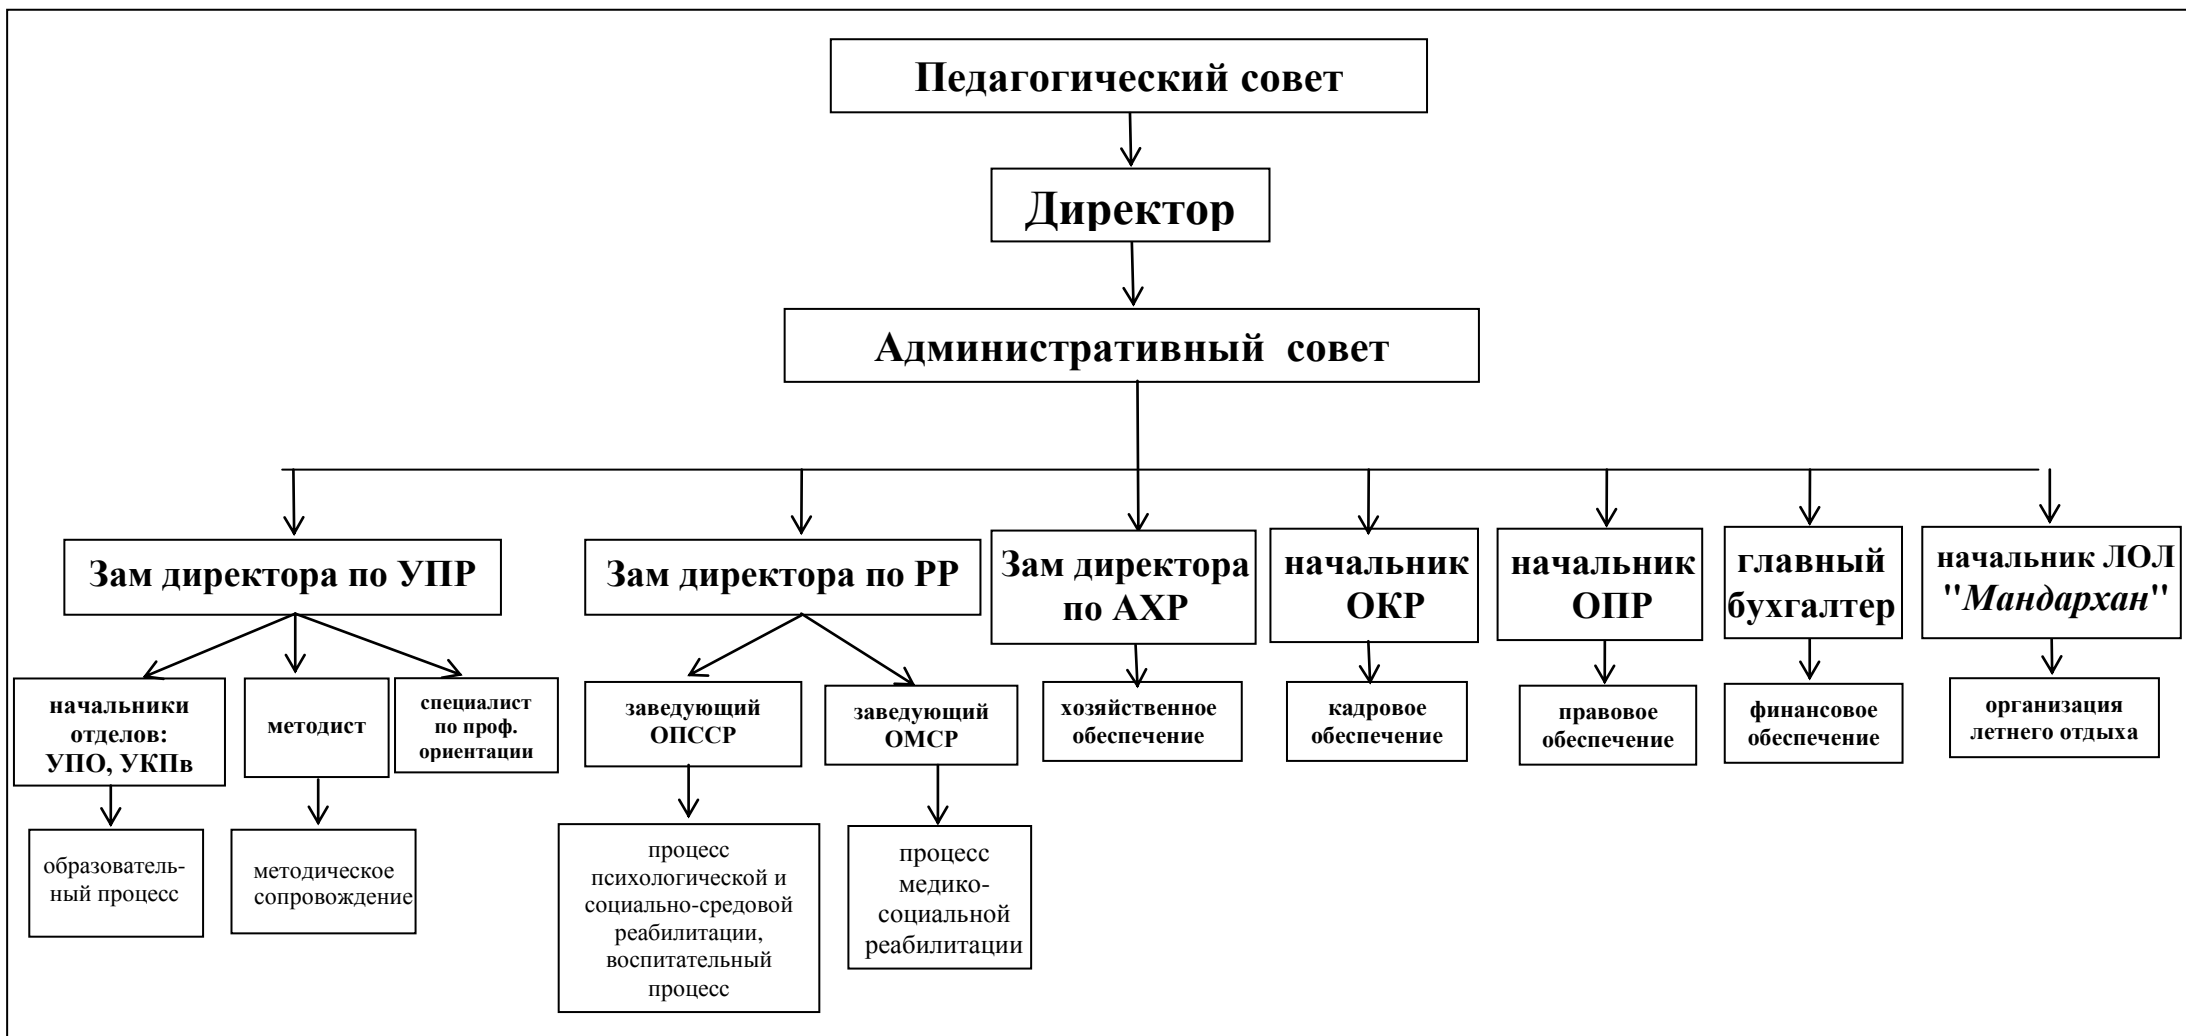 Педагогический совет
Директор
Административный совет
Зам директора по УПР
Зам директора по РР
Зам директора
по АХР
начальник
ОКР
начальник
ОПР
главный
бухгалтер
начальник ЛОЛ
"Мандархан"
начальники
отделов:
УПО, УКПв
методист
специалист
по проф.
ориентации
заведующий
ОПССР
заведующий
ОМСР
хозяйственное
обеспечение
кадровое
обеспечение
правовое
обеспечение
финансовое
обеспечение
организация
летнего отдыха
образователь-
ный процесс
методическое
сопровождение
процесс
психологической и
социально-средовой
реабилитации,
воспитательный
процесс
процесс
медико-
социальной
реабилитации